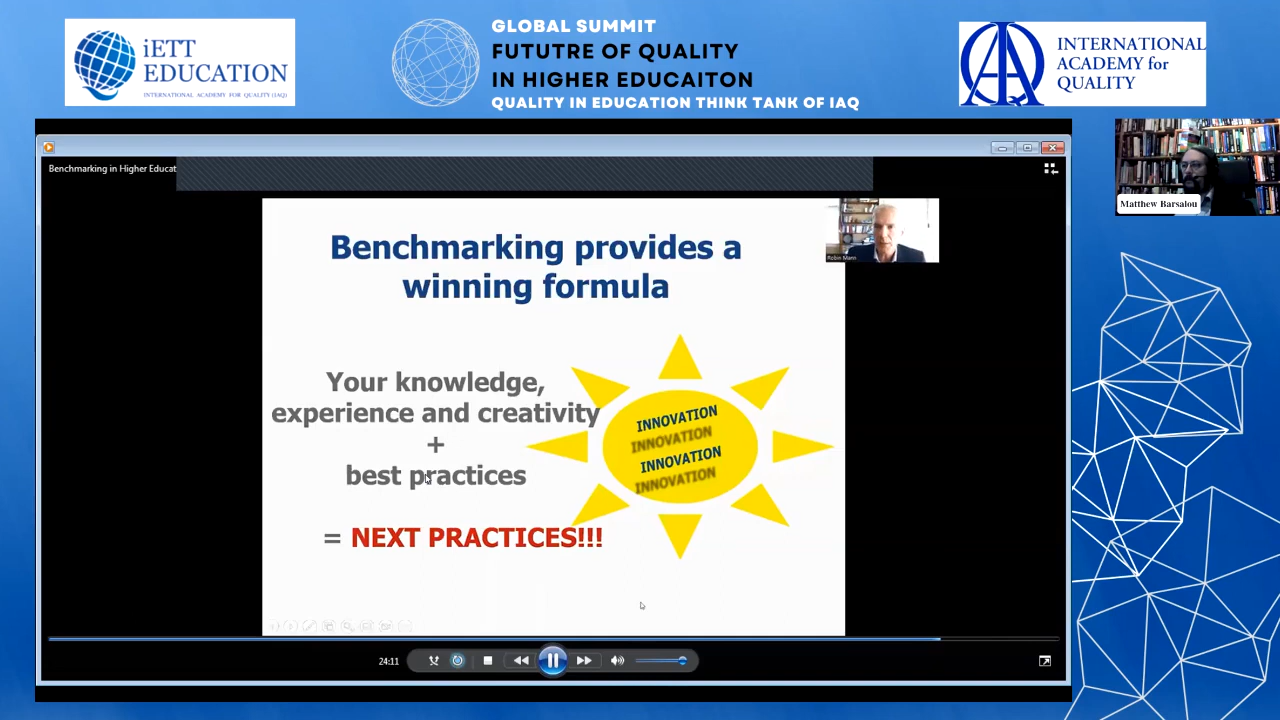 iETT
EDUCATION
INTERNATIONAL ACADEMY FOR QUALITY (IAQ)
GLOBAL SUMMIT
FUTUTRE OF QUALITY
IN HIGHER EDUCAITON
QUALITY IN EDUCATION THINK TANK OF IAQ
INTERNATIONAL
ACADEMY for
QUALITY
Benchmarking in Higher Educat
Matthew Barsalou
Robin Mann
Benchmarking provides a
winning formula
Your knowledge,
experience and creativity
+
best practices
= NEXT PRACTICES!!!
INNOVATION
INNOVATION
INNOVATION
INNOVATION
24:11